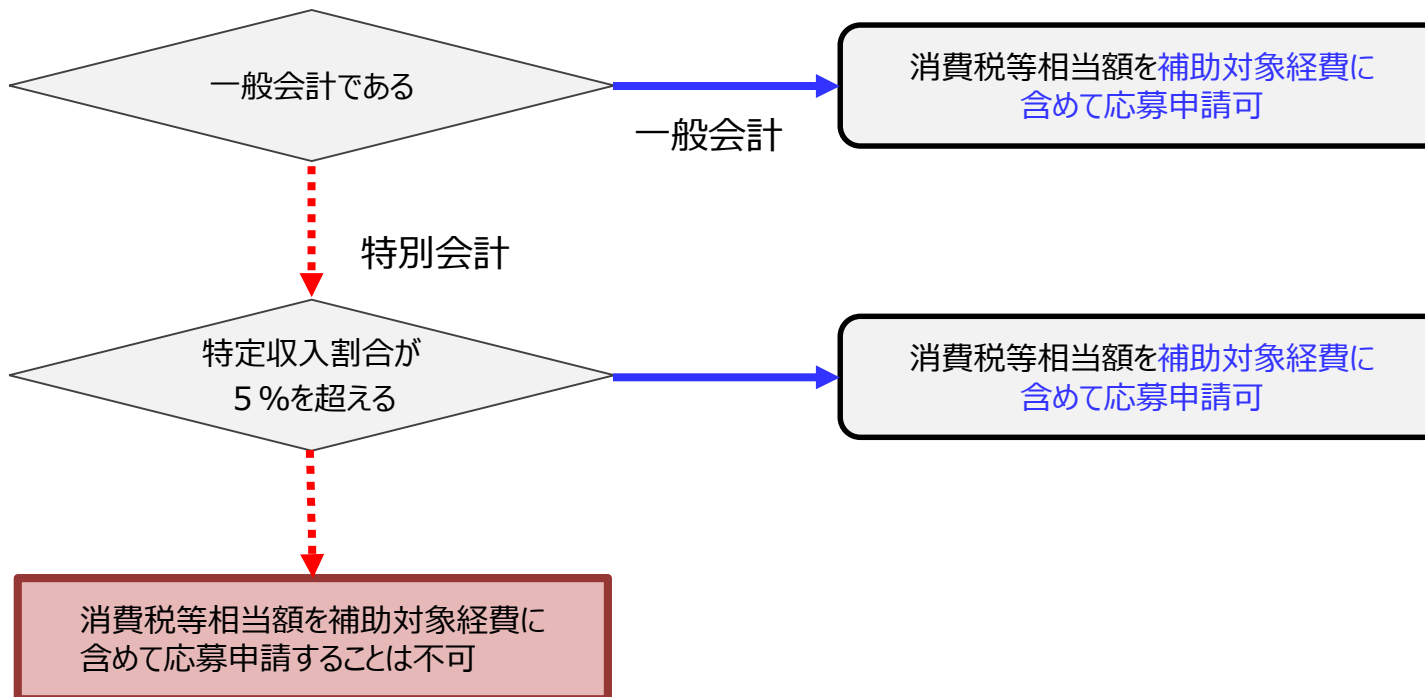 一般会計である
消費税等相当額を補助対象経費に
含めて応募申請可
一般会計
特別会計
特定収入割合が
5%を超える
消費税等相当額を補助対象経費に
含めて応募申請可
消費税等相当額を補助対象経費に
含めて応募申請することは不可